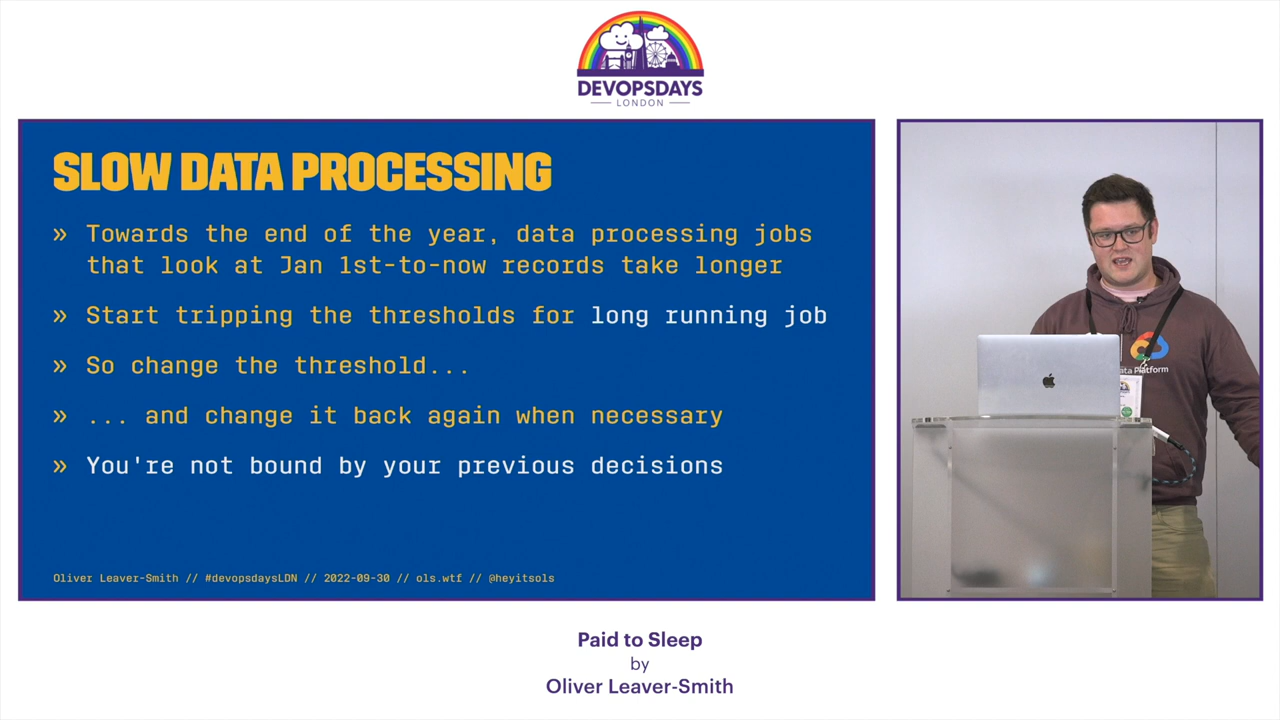 DEVOPSDAYS
LONDON
SLOW DATA PROCESSING
» Towards the end of the year, data processing jobs
that look at Jan 1st-to-now records take longer
» Start tripping the thresholds for long running job
» So change the threshold...
» ... and change it back again when necessary
» You're not bound by your previous decisions
Oliver Leaver-Smith // #devopsdaysLDN // 2022-09-30 // ols.wtf // @heyitsols
Platform
Paid to Sleep
by
Oliver Leaver-Smith